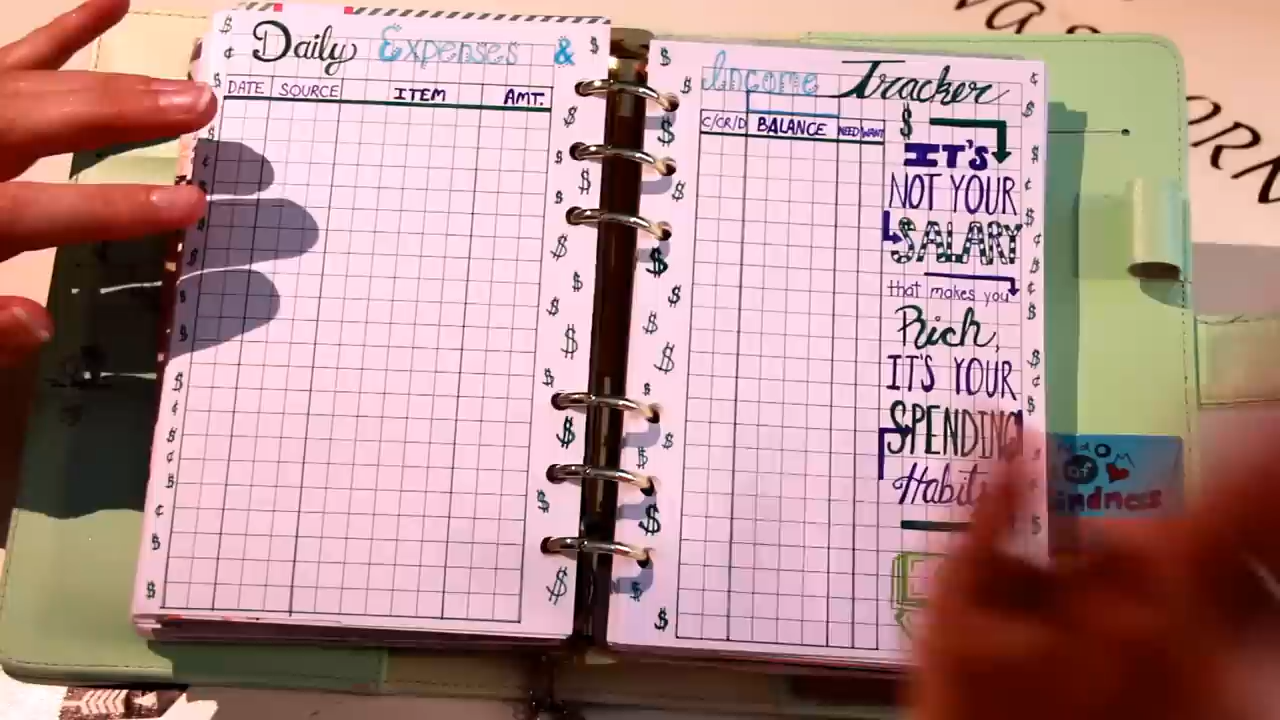 Daily Expenses &
DATE SOURCE ITEM AMT.
Income Tracker
C/CR/D BALANCE NEED WANT
IT'S
NOT YOUR
SALARY
that makes you
Rich,
IT'S YOUR
SPENDING
of